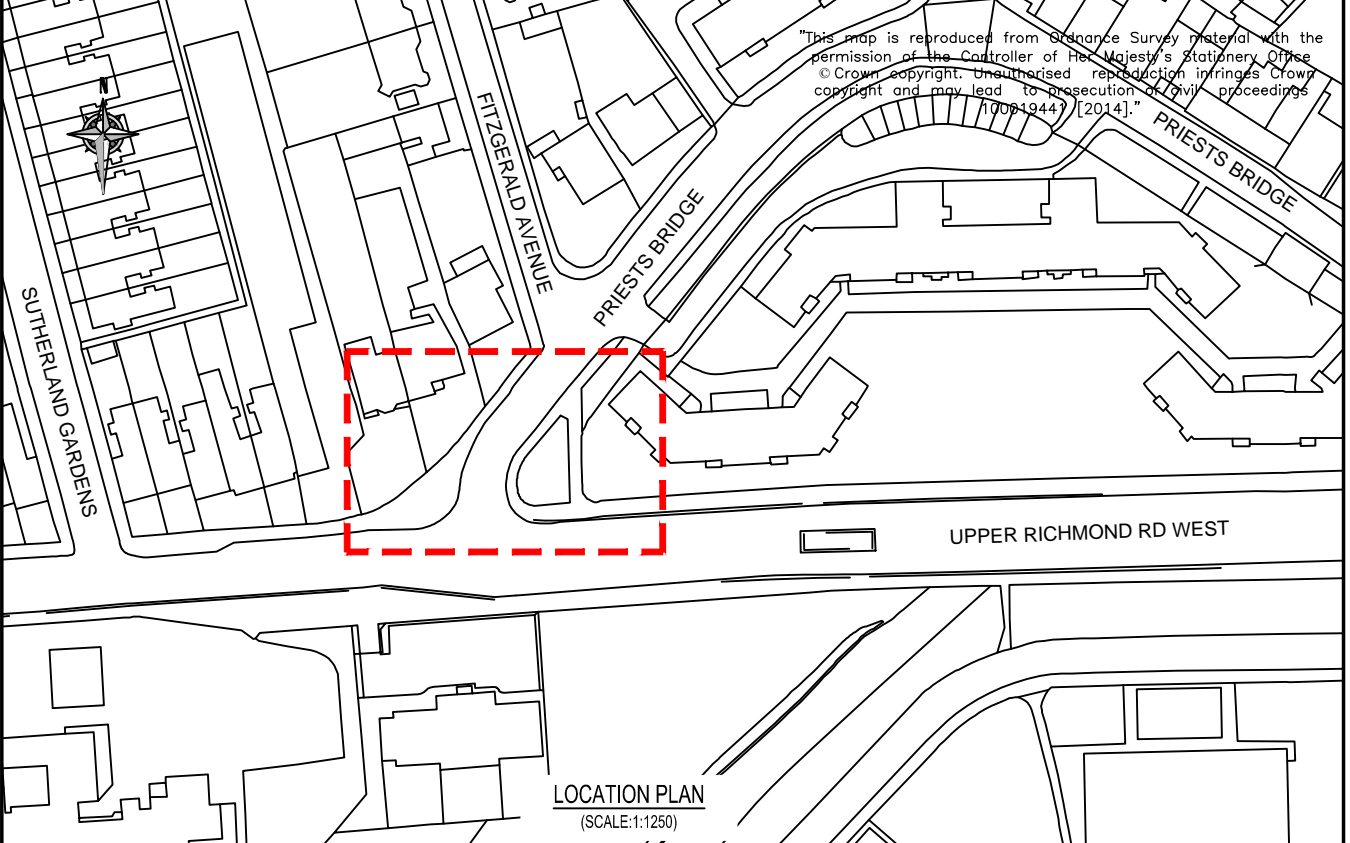 "This map is reproduced from Ordnance Survey material with the
permission of the Controller of Her Majesty's Stationery Office
© Crown copyright. Unauthorised reproduction infringes Crown
copyright and may lead to prosecution or civil proceedings
100019441 [2014]."
N
FITZGERALD AVENUE
PRIESTS BRIDGE
PRIESTS BRIDGE
SUTHERLAND GARDENS
UPPER RICHMOND RD WEST
LOCATION PLAN
(SCALE:1:1250)